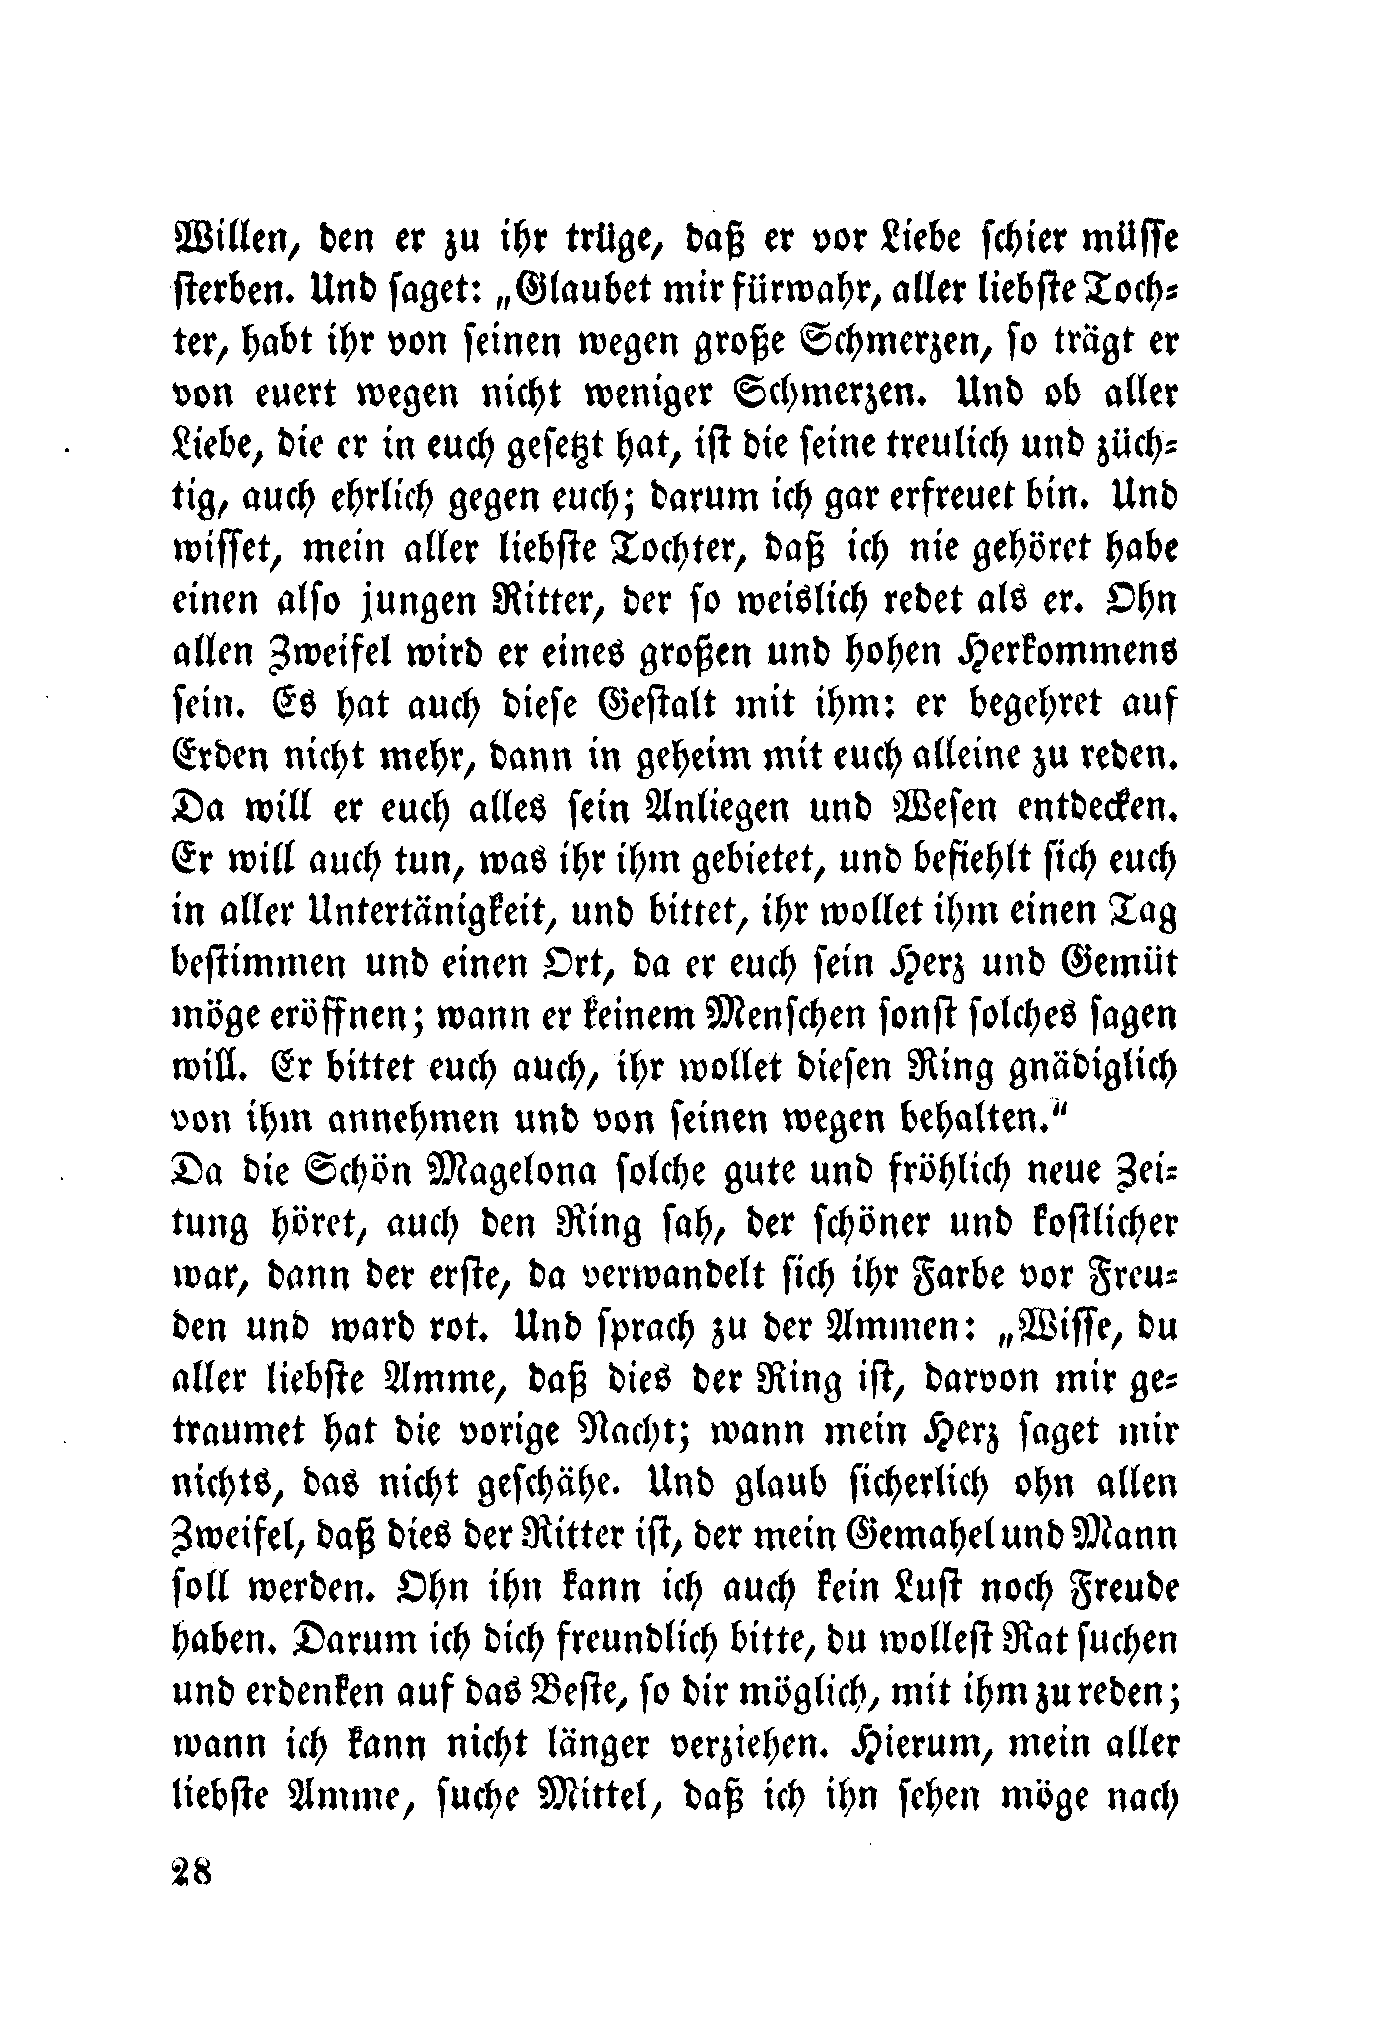 Willen, den er zu ihr trüge, daß er vor Liebe schier müsse
sterben. Und saget: „Glaubet mir fürwahr, aller liebste Toch-
ter, habt ihr von seinen wegen große Schmerzen, so trägt er
von euert wegen nicht weniger Schmerzen. Und ob aller
Liebe, die er in euch gesetzt hat, ist die seine treulich und züch-
tig, auch ehrlich gegen euch; darum ich gar erfreuet bin. Und
wisset, mein aller liebste Tochter, daß ich nie gehöret habe
einen also jungen Ritter, der so weislich redet als er. Ohn
allen Zweifel wird er eines großen und hohen Herkommens
sein. Es hat auch diese Gestalt mit ihm: er begehret auf
Erden nicht mehr, dann in geheim mit euch alleine zu reden.
Da will er euch alles sein Anliegen und Wesen entdecken.
Er will auch tun, was ihr ihm gebietet, und befiehlt sich euch
in aller Untertänigkeit, und bittet, ihr wollet ihm einen Tag
bestimmen und einen Ort, da er euch sein Herz und Gemüt
möge eröffnen; wann er keinem Menschen sonst solches sagen
will. Er bittet euch auch, ihr wollet diesen Ring gnädiglich
von ihm annehmen und von seinen wegen behalten.“
Da die Schön Magelona solche gute und fröhlich neue Zei-
tung höret, auch den Ring sah, der schöner und kostlicher
war, dann der erste, da verwandelt sich ihr Farbe vor Freu-
den und ward rot. Und sprach zu der Ammen: „Wisse, du
aller liebste Amme, daß dies der Ring ist, darvon mir ge-
traumet hat die vorige Nacht; wann mein Herz saget mir
nichts, das nicht geschähe. Und glaub sicherlich ohn allen
Zweifel, daß dies der Ritter ist, der mein Gemahel und Mann
soll werden. Ohn ihn kann ich auch kein Lust noch Freude
haben. Darum ich dich freundlich bitte, du wollest Rat suchen
und erdenken auf das Beste, so dir möglich, mit ihm zu reden;
wann ich kann nicht länger verziehen. Hierum, mein aller
liebste Amme, suche Mittel, daß ich ihn sehen möge nach
28